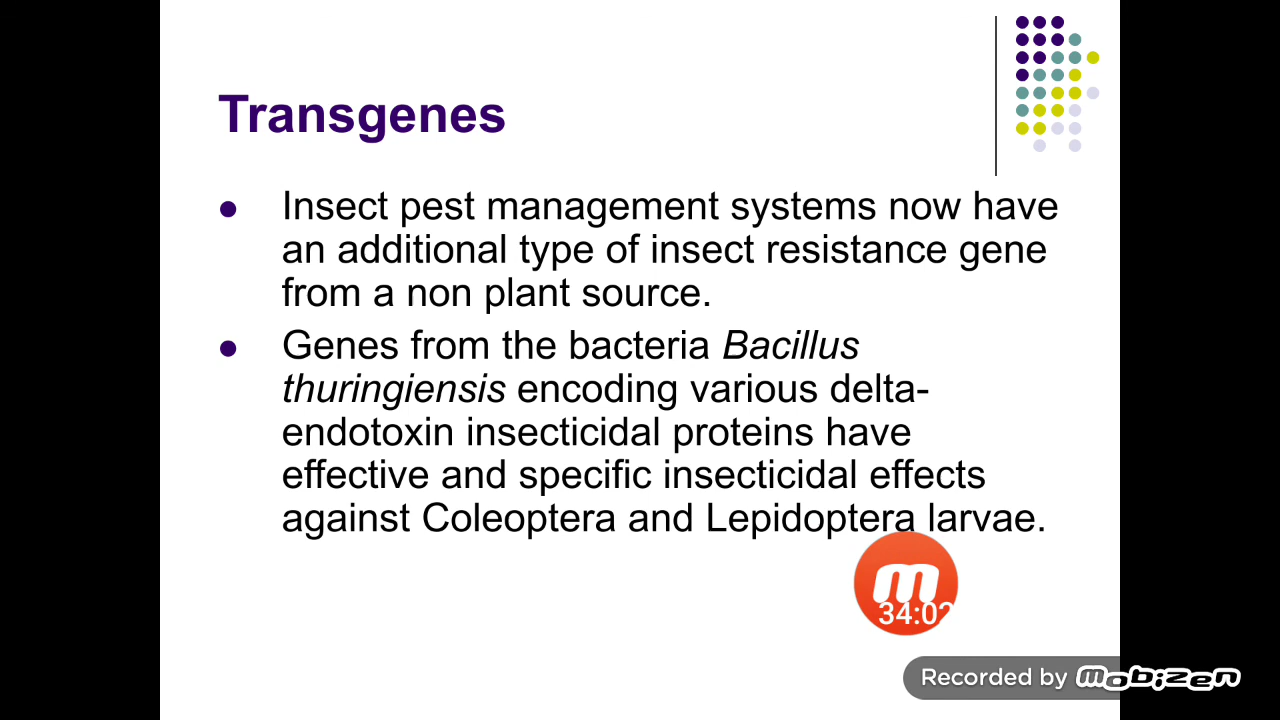 Transgenes
Insect pest management systems now have
an additional type of insect resistance gene
from a non plant source.
Genes from the bacteria Bacillus
thuringiensis encoding various delta-
endotoxin insecticidal proteins have
effective and specific insecticidal effects
against Coleoptera and Lepidoptera larvae.
m
34:02
Recorded by mobizen